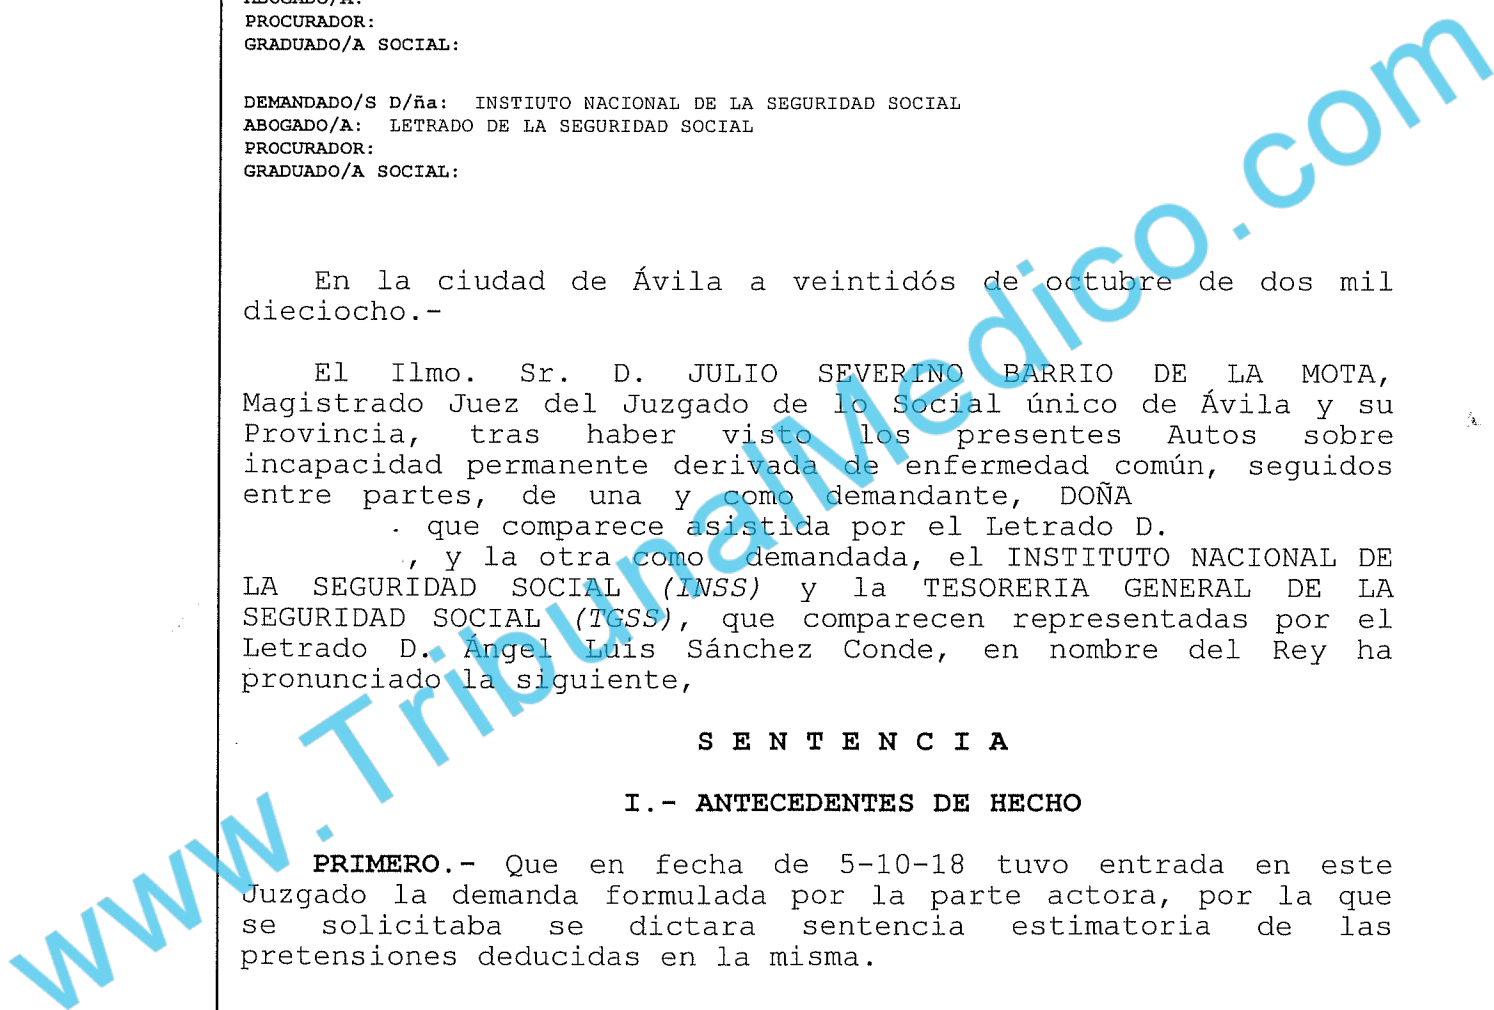 ABOGADO/A:
PROCURADOR:
GRADUADO/A SOCIAL:
DEMANDADO/S D/ña: INSTIUTO NACIONAL DE LA SEGURIDAD SOCIAL
ABOGADO/A: LETRADO DE LA SEGURIDAD SOCIAL
PROCURADOR:
GRADUADO/A SOCIAL:
En la ciudad de Ávila a veintidós de octubre de dos mil
dieciocho.-
El Ilmo. Sr. D. JULIO SEVERINO BARRIO DE LA MOTA,
Magistrado Juez del Juzgado de lo Social único de Ávila y su
Provincia, tras haber visto los presentes Autos sobre
incapacidad permanente derivada de enfermedad común, seguidos
entre partes, de una y como demandante, DOÑA
que comparece asistida por el Letrado D.
, y la otra como demandada, el INSTITUTO NACIONAL DE
LA SEGURIDAD SOCIAL (INSS) y la TESORERIA GENERAL DE LA
SEGURIDAD SOCIAL (TGSS), que comparecen representadas por el
Letrado D. Ángel Luis Sánchez Conde, en nombre del Rey ha
pronunciado la siguiente,
S E N T E N C I A
I.- ANTECEDENTES DE HECHO
PRIMERO.- Que en fecha de 5-10-18 tuvo entrada en este
Juzgado la demanda formulada por la parte actora, por la que
se solicitaba se dictara sentencia estimatoria de las
pretensiones deducidas en la misma.
www.TribunalMedico.com